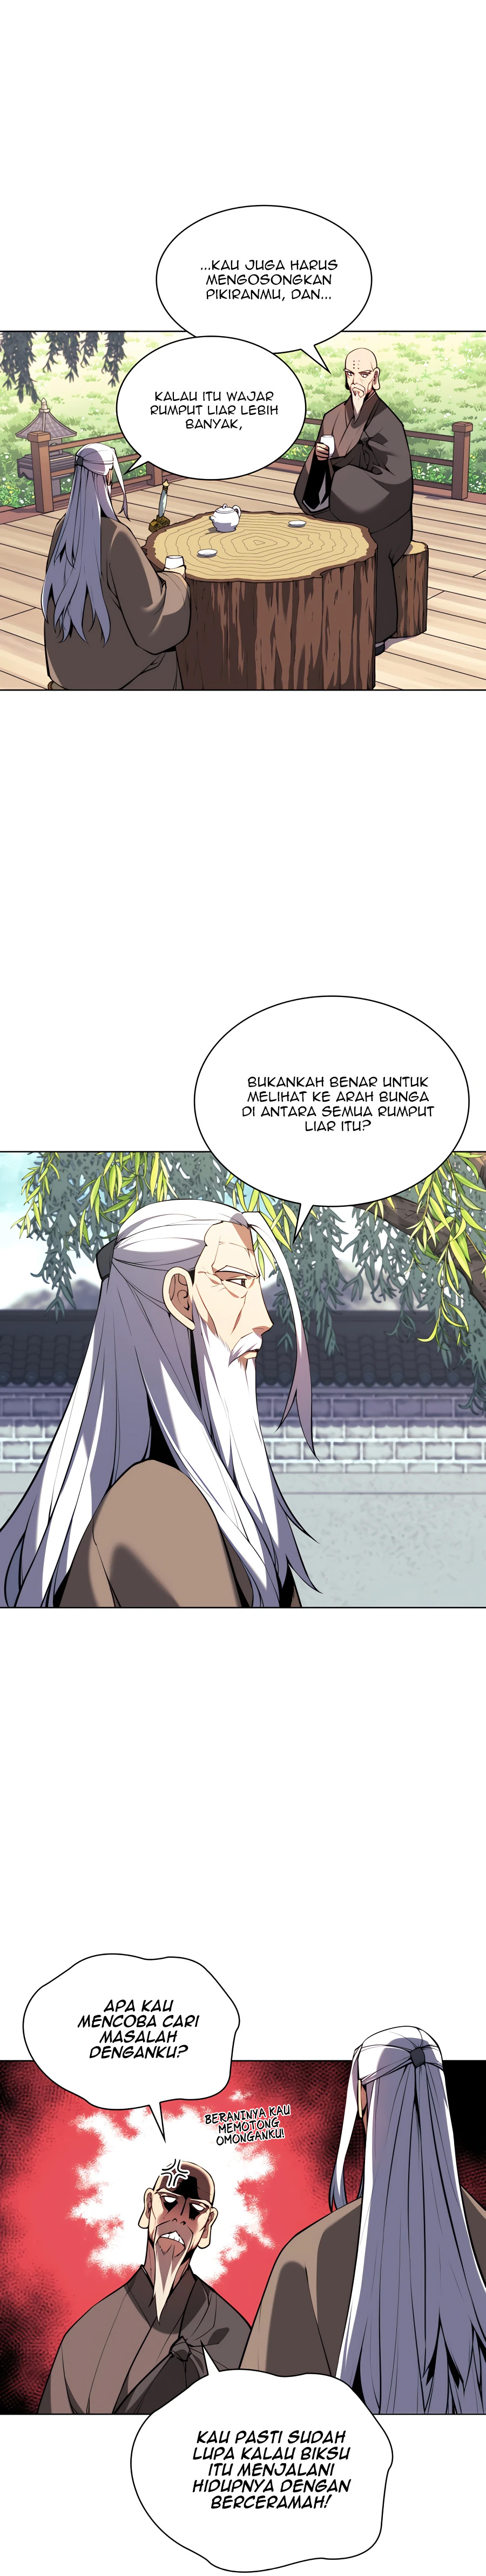 ...KAU JUGA HARUS
MENGOSONGKAN
PIKIRANMU, DAN...
KALAU ITU WAJAR
RUMPUT LIAR LEBIH
BANYAK,
BUKANKAH BENAR UNTUK
MELIHAT KE ARAH BUNGA
DI ANTARA SEMUA RUMPUT
LIAR ITU?
APA KAU
MENCOBA CARI
MASALAH
DENGANKU?
BERANINYA KAU
MEMOTONG
OMONGANKU!
KAU PASTI SUDAH
LUPA KALAU BIKSU
ITU MENJALANI
HIDUPNYA DENGAN
BERCERAMAH!